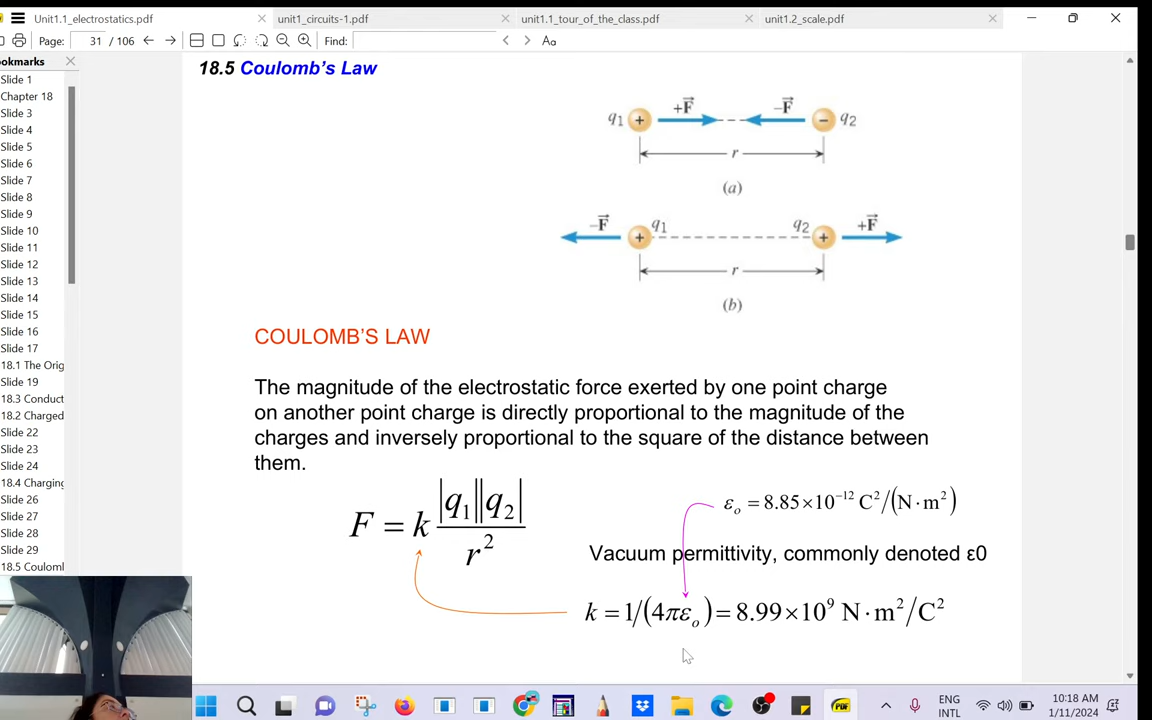 Unit1.1_electrostatics.pdf
unit1_circuits-1.pdf
unit1.1_tour_of_the_class.pdf
unit1.2_scale.pdf
Page: 31 / 106
Find:
Aa
okmarks
Slide 1
Chapter 18
Slide 3
Slide 4
Slide 5
Slide 6
Slide 7
Slide 8
Slide 9
Slide 10
Slide 11
Slide 12
Slide 13
Slide 14
Slide 15
Slide 16
Slide 17
18.1 The Orig
Slide 19
18.3 Conduct
18.2 Charged
Slide 22
Slide 23
Slide 24
18.4 Charging
Slide 26
Slide 27
Slide 28
Slide 29
18.5 Coulomb
18.5 Coulomb's Law
q₁ + +F⃗ −F⃗ − q₂
r
(a)
−F⃗ + q₁ q₂ + +F⃗
r
(b)
COULOMB'S LAW
The magnitude of the electrostatic force exerted by one point charge
on another point charge is directly proportional to the magnitude of the
charges and inversely proportional to the square of the distance between
them.
F = k |q₁||q₂| / r²
εₒ = 8.85×10⁻¹² C²/(N·m²)
Vacuum permittivity, commonly denoted ε0
k = 1/(4πεₒ) = 8.99×10⁹ N·m²/C²
PDF
ENG
INTL
10:18 AM
1/11/2024